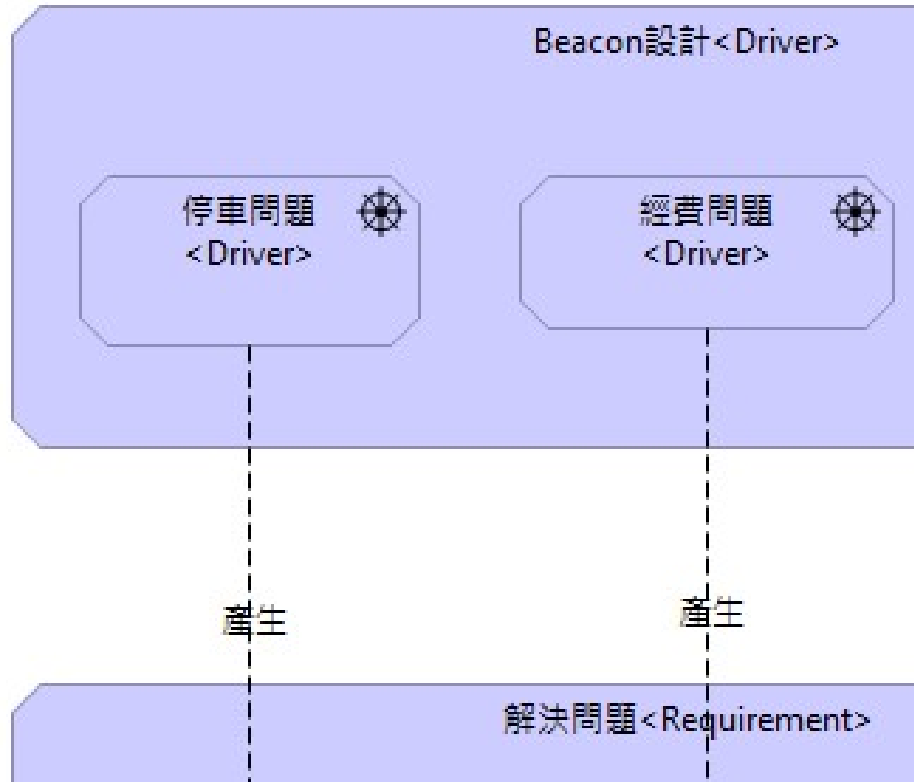 Beacon設計<Driver>
停車問題
<Driver>
經費問題
<Driver>
產生
產生
解決問題<Requirement>